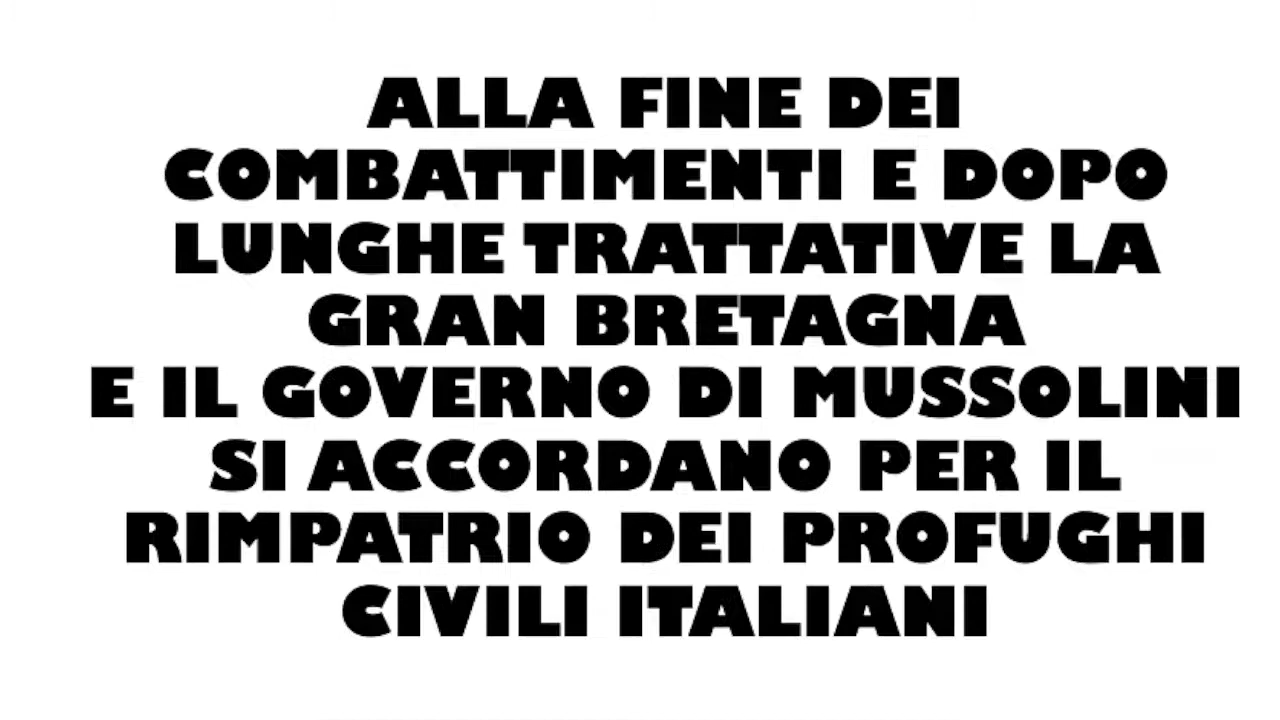 ALLA FINE DEI
COMBATTIMENTI E DOPO
LUNGHE TRATTATIVE LA
GRAN BRETAGNA
E IL GOVERNO DI MUSSOLINI
SI ACCORDANO PER IL
RIMPATRIO DEI PROFUGHI
CIVILI ITALIANI